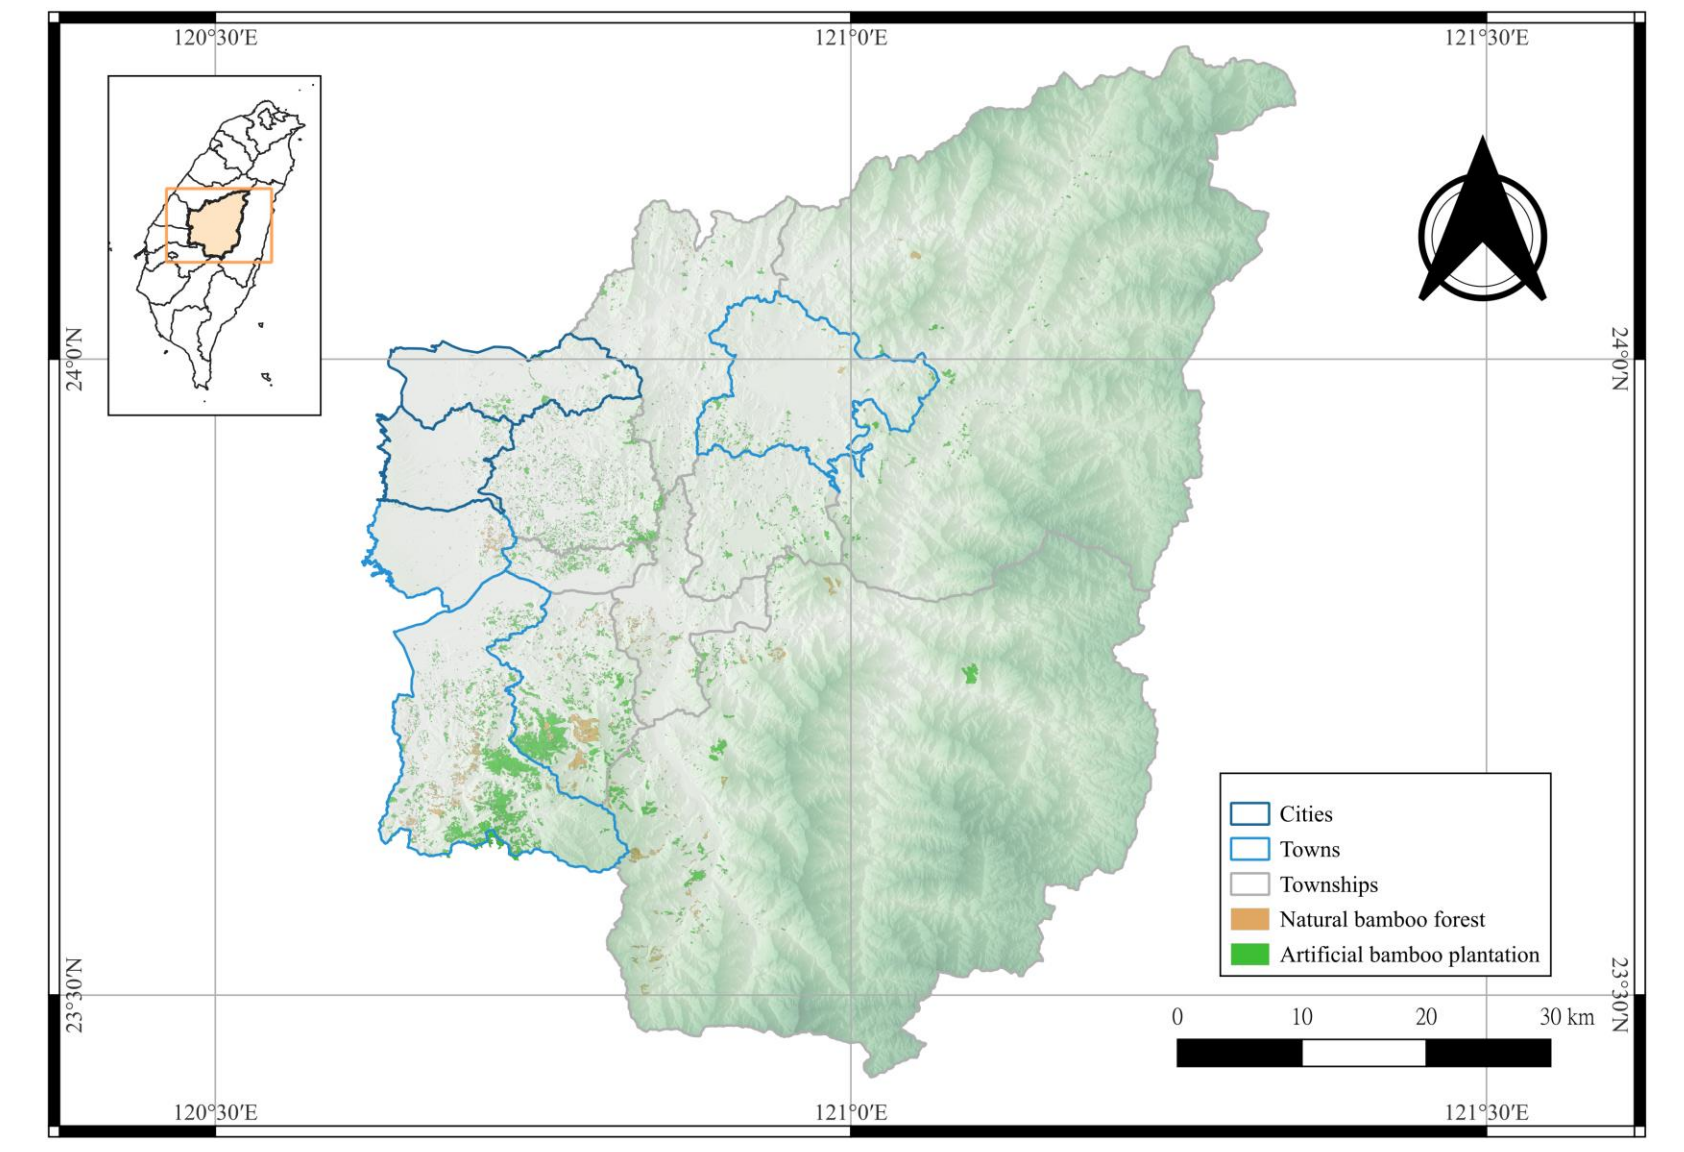 120°30′E
121°0′E
121°30′E
24°0′N
24°0′N
Cities
Towns
Townships
Natural bamboo forest
Artificial bamboo plantation
23°30′N
23°30′N
0 10 20 30 km
120°30′E
121°0′E
121°30′E